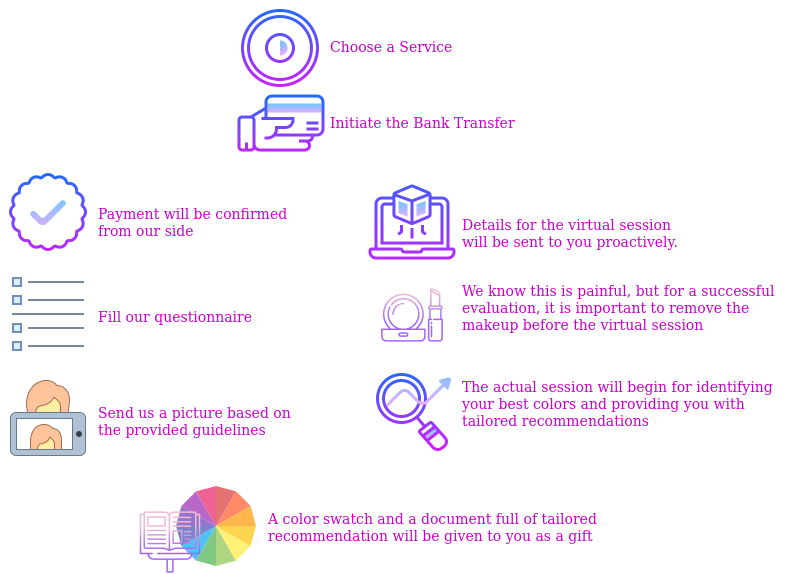 Choose a Service
Initiate the Bank Transfer
Payment will be confirmed
from our side
Fill our questionnaire
Send us a picture based on
the provided guidelines
Details for the virtual session
will be sent to you proactively.
We know this is painful, but for a successful
evaluation, it is important to remove the
makeup before the virtual session
The actual session will begin for identifying
your best colors and providing you with
tailored recommendations
A color swatch and a document full of tailored
recommendation will be given to you as a gift